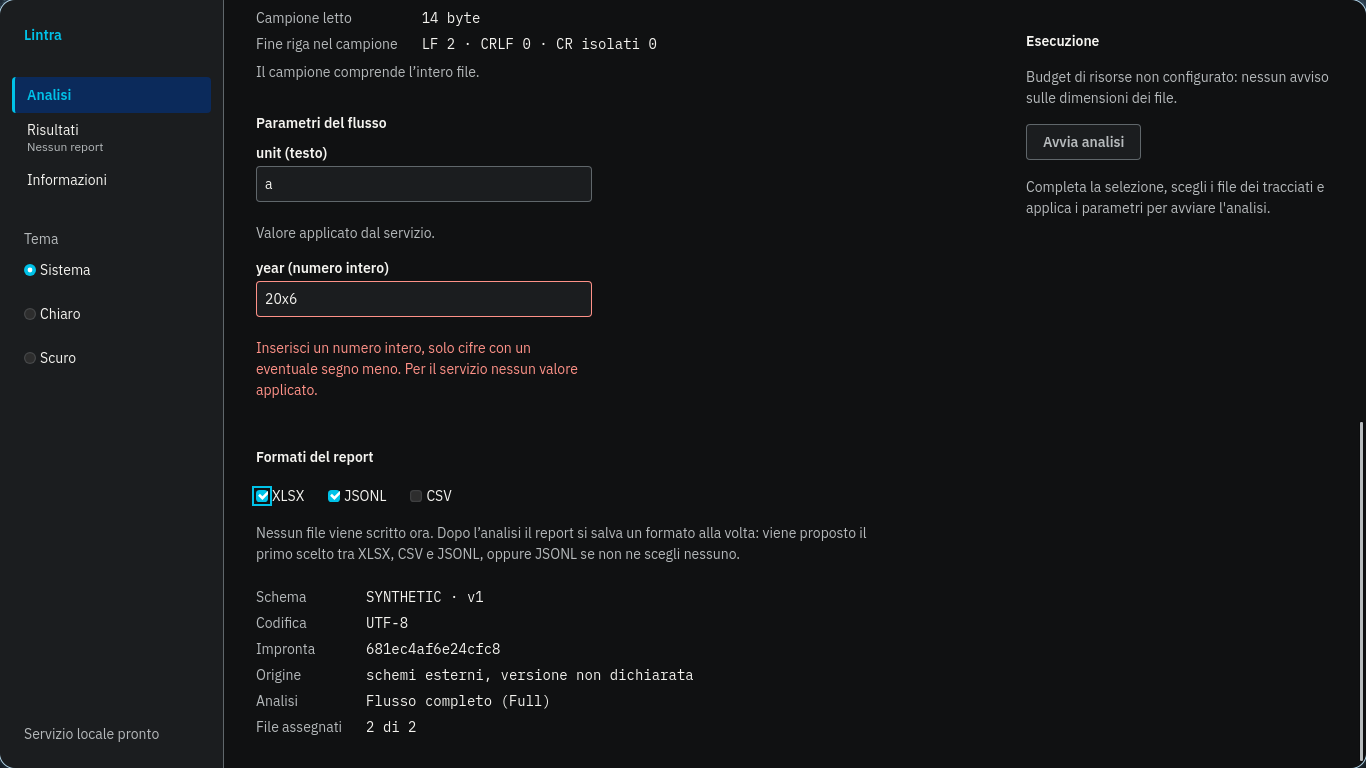 Lintra
Analisi
Risultati
Nessun report
Informazioni
Tema
Sistema
Chiaro
Scuro
Servizio locale pronto
Campione letto 14 byte
Fine riga nel campione LF 2 · CRLF 0 · CR isolati 0
Il campione comprende l’intero file.
Parametri del flusso
unit (testo)
a
Valore applicato dal servizio.
year (numero intero)
20x6
Inserisci un numero intero, solo cifre con un
eventuale segno meno. Per il servizio nessun valore
applicato.
Formati del report
XLSX JSONL CSV
Nessun file viene scritto ora. Dopo l’analisi il report si salva un formato alla volta: viene proposto il
primo scelto tra XLSX, CSV e JSONL, oppure JSONL se non ne scegli nessuno.
Schema SYNTHETIC · v1
Codifica UTF-8
Impronta 681ec4af6e24cfc8
Origine schemi esterni, versione non dichiarata
Analisi Flusso completo (Full)
File assegnati 2 di 2
Esecuzione
Budget di risorse non configurato: nessun avviso
sulle dimensioni dei file.
Avvia analisi
Completa la selezione, scegli i file dei tracciati e
applica i parametri per avviare l'analisi.